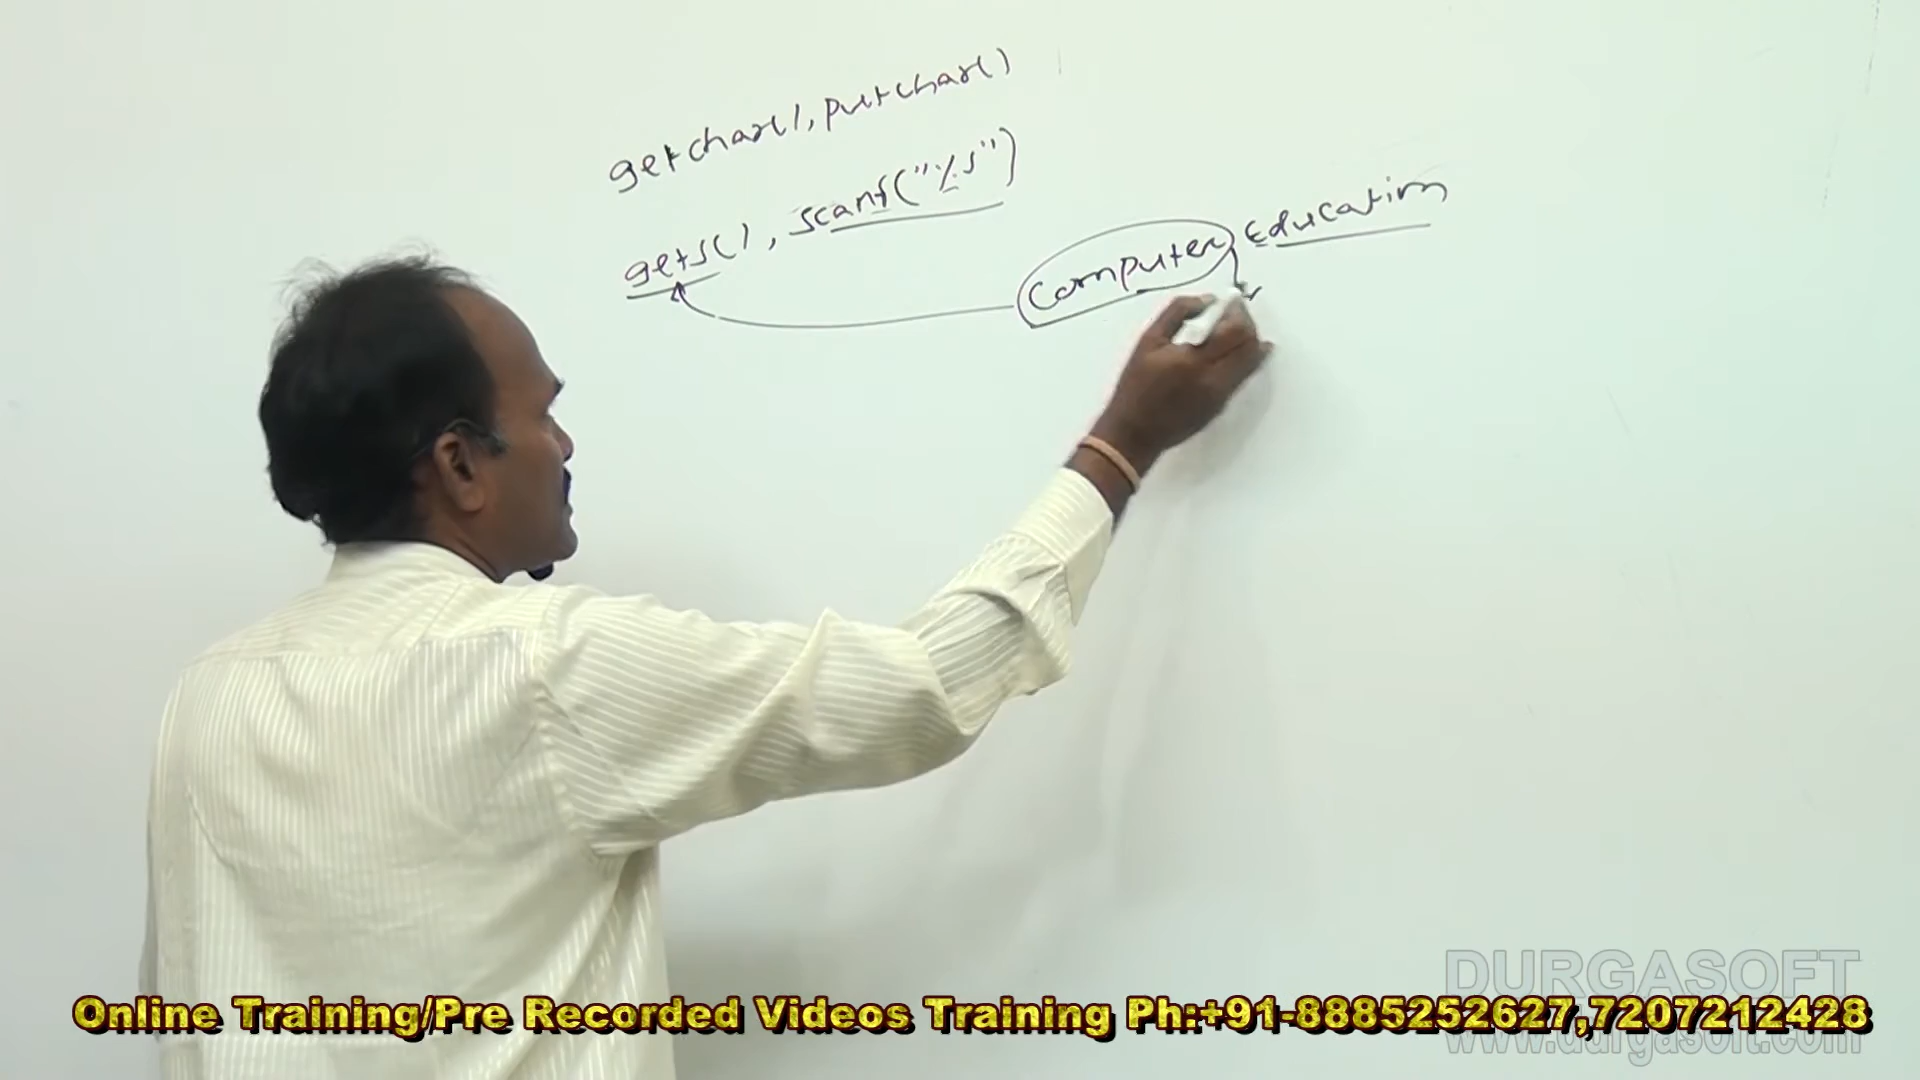 getchar(), putchar()
gets(), scanf("%s")
Computer Education
DURGASOFT
www.durgasoft.com
Online Training/Pre Recorded Videos Training Ph:+91-8885252627,7207212428